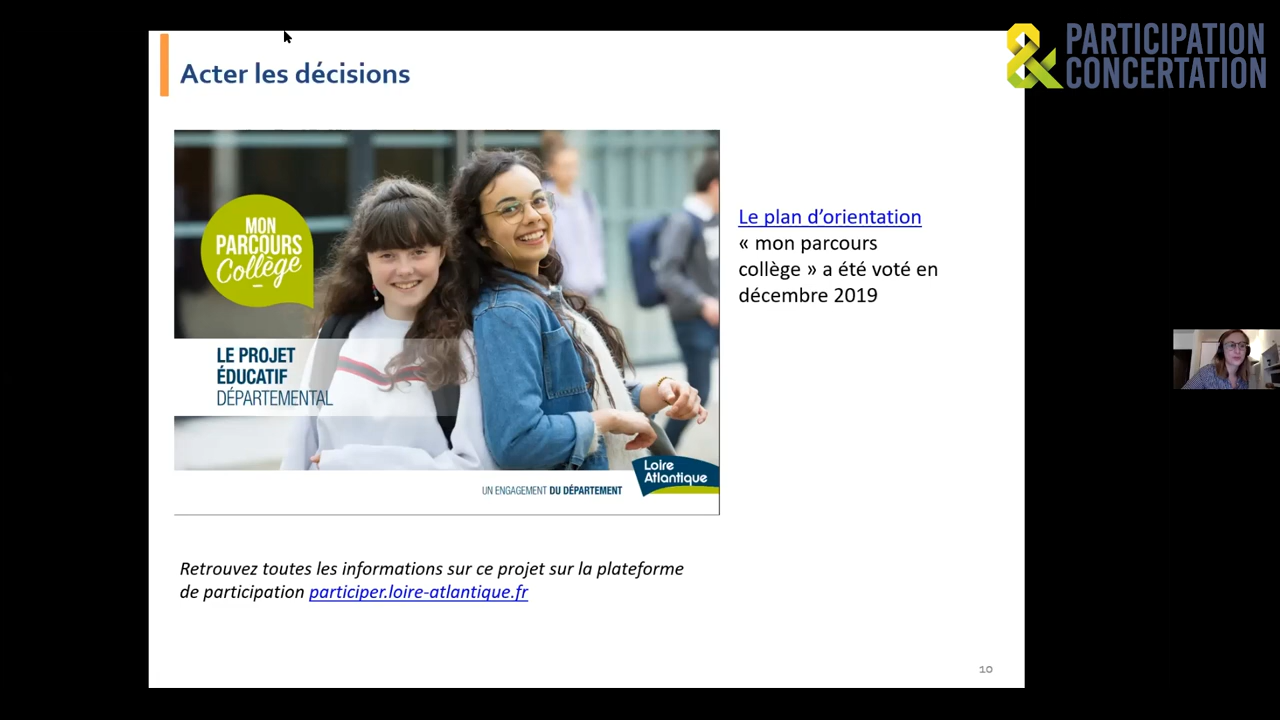 PARTICIPATION
CONCERTATION
Acter les décisions
MON
PARCOURS
Collège
LE PROJET
ÉDUCATIF
DÉPARTEMENTAL
Loire
Atlantique
UN ENGAGEMENT DU DÉPARTEMENT
Le plan d’orientation
« mon parcours
collège » a été voté en
décembre 2019
Retrouvez toutes les informations sur ce projet sur la plateforme
de participation participer.loire-atlantique.fr
10